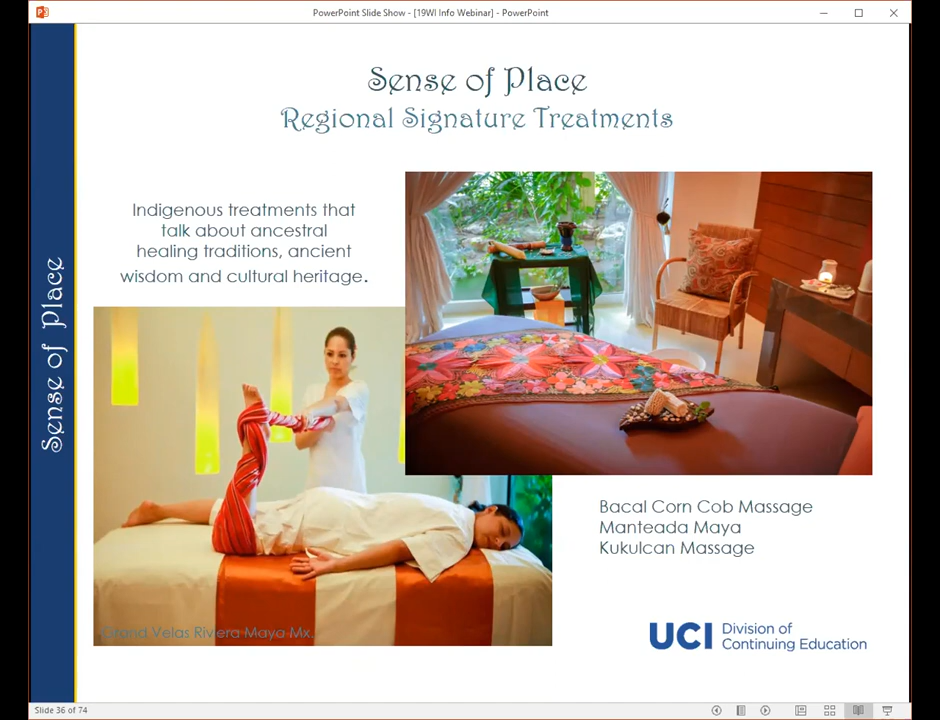 PowerPoint Slide Show - [19WI Info Webinar] - PowerPoint
Sense of Place
Regional Signature Treatments
Indigenous treatments that
talk about ancestral
healing traditions, ancient
wisdom and cultural heritage.
Sense of Place
Bacal Corn Cob Massage
Manteada Maya
Kukulcan Massage
Grand Velas Riviera Maya Mx.
UCI Division of
Continuing Education
Slide 36 of 74